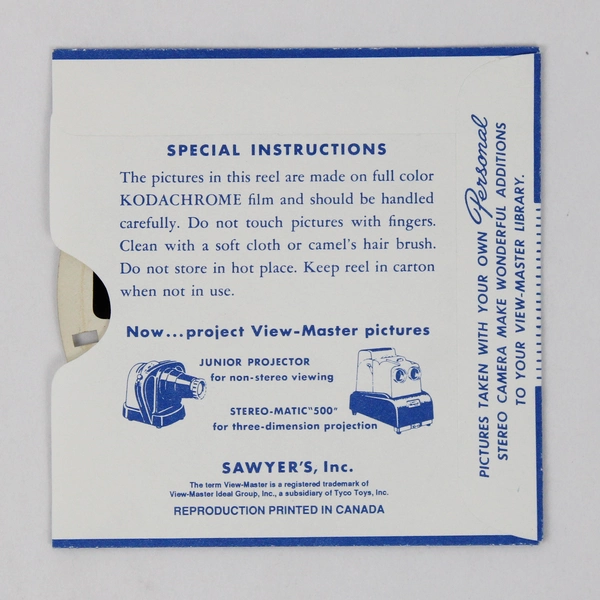 SPECIAL INSTRUCTIONS
The pictures in this reel are made on full color
KODACHROME film and should be handled
carefully. Do not touch pictures with fingers.
Clean with a soft cloth or camel's hair brush.
Do not store in hot place. Keep reel in carton
when not in use.
Now...project View-Master pictures
JUNIOR PROJECTOR
for non-stereo viewing
STEREO-MATIC "500"
for three-dimension projection
SAWYER'S, Inc.
The term View-Master is a registered trademark of
View-Master Ideal Group, Inc., a subsidiary of Tyco Toys, Inc.
REPRODUCTION PRINTED IN CANADA
PICTURES TAKEN WITH YOUR OWN Personal
STEREO CAMERA MAKE WONDERFUL ADDITIONS
TO YOUR VIEW-MASTER LIBRARY.